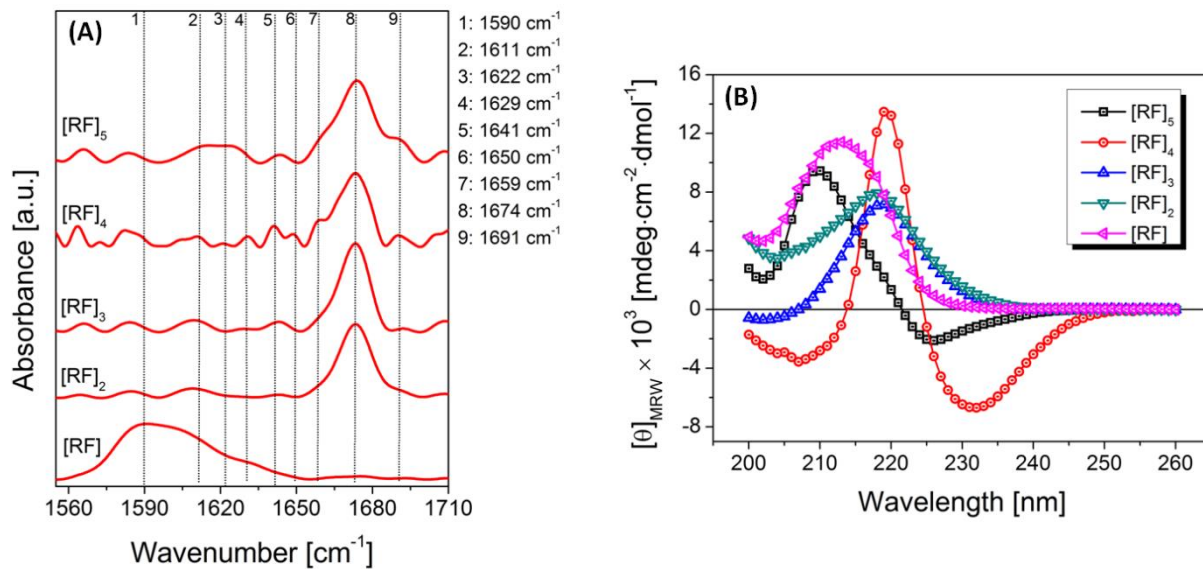 (A)
1 2 3 4 5 6 7 8 9
1: 1590 cm⁻¹
2: 1611 cm⁻¹
3: 1622 cm⁻¹
4: 1629 cm⁻¹
5: 1641 cm⁻¹
6: 1650 cm⁻¹
7: 1659 cm⁻¹
8: 1674 cm⁻¹
9: 1691 cm⁻¹
[RF]₅
[RF]₄
[RF]₃
[RF]₂
[RF]
Absorbance [a.u.]
1560 1590 1620 1650 1680 1710
Wavenumber [cm⁻¹]
(B)
16
12
8
4
0
-4
-8
[θ]MRW × 10³ [mdeg·cm⁻²·dmol⁻¹]
[RF]₅
[RF]₄
[RF]₃
[RF]₂
[RF]
200 210 220 230 240 250 260
Wavelength [nm]